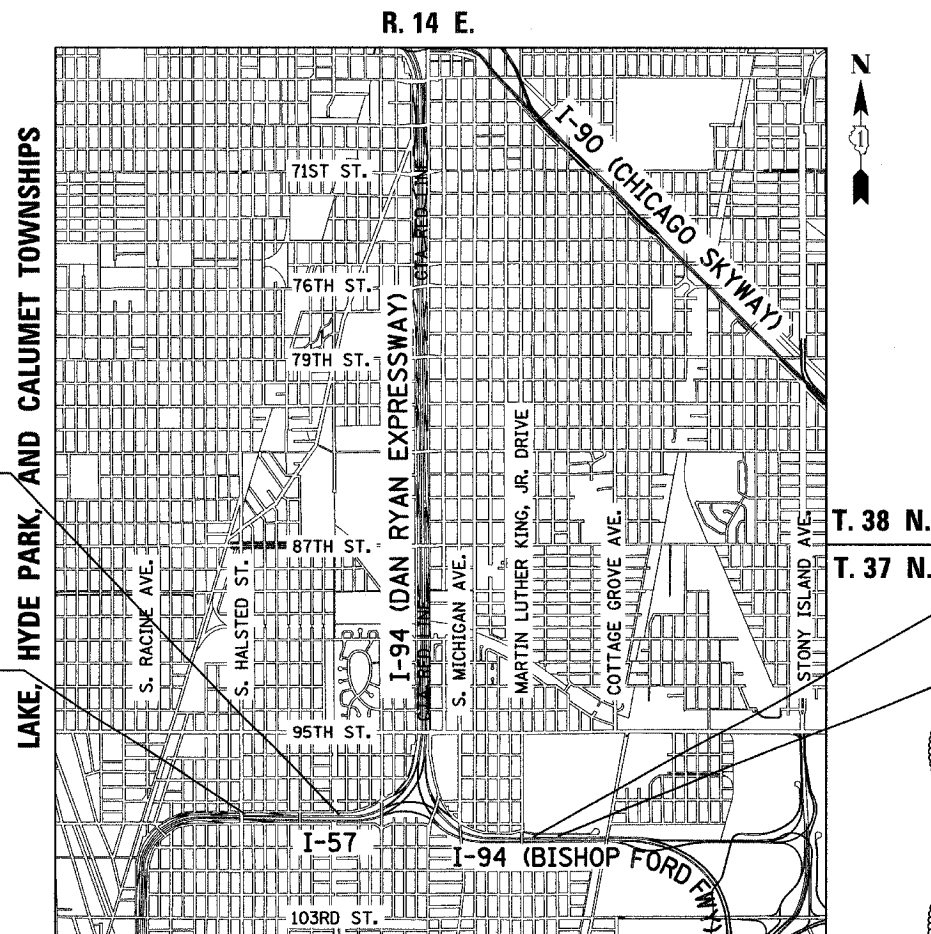 R. 14 E.
N
1
LAKE, HYDE PARK, AND CALUMET TOWNSHIPS
I-90 (CHICAGO SKYWAY)
71ST ST.
CTA RED LINE
76TH ST.
79TH ST.
I-94 (DAN RYAN EXPRESSWAY)
MARTIN LUTHER KING, JR. DRIVE
T. 38 N.
87TH ST.
T. 37 N.
S. RACINE AVE.
S. HALSTED ST.
S. MICHIGAN AVE.
COTTAGE GROVE AVE.
STONY ISLAND AVE.
CTA RED LINE
95TH ST.
I-57
I-94 (BISHOP FORD FWY)
103RD ST.